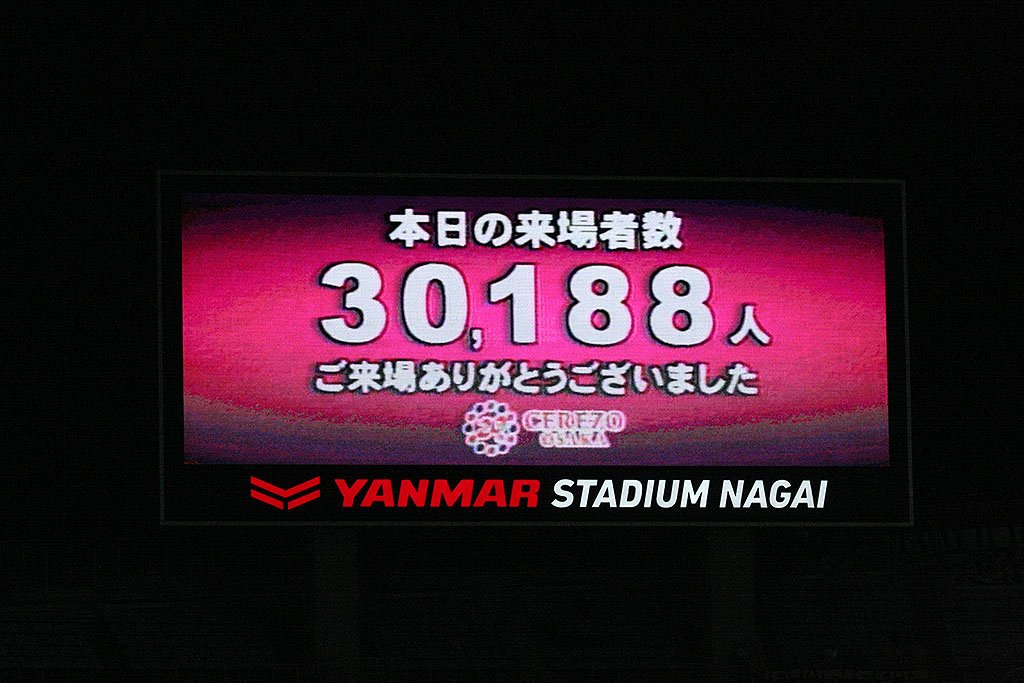 本日の来場者数
30,188人
ご来場ありがとうございました
CEREZO
OSAKA
YANMAR STADIUM NAGAI